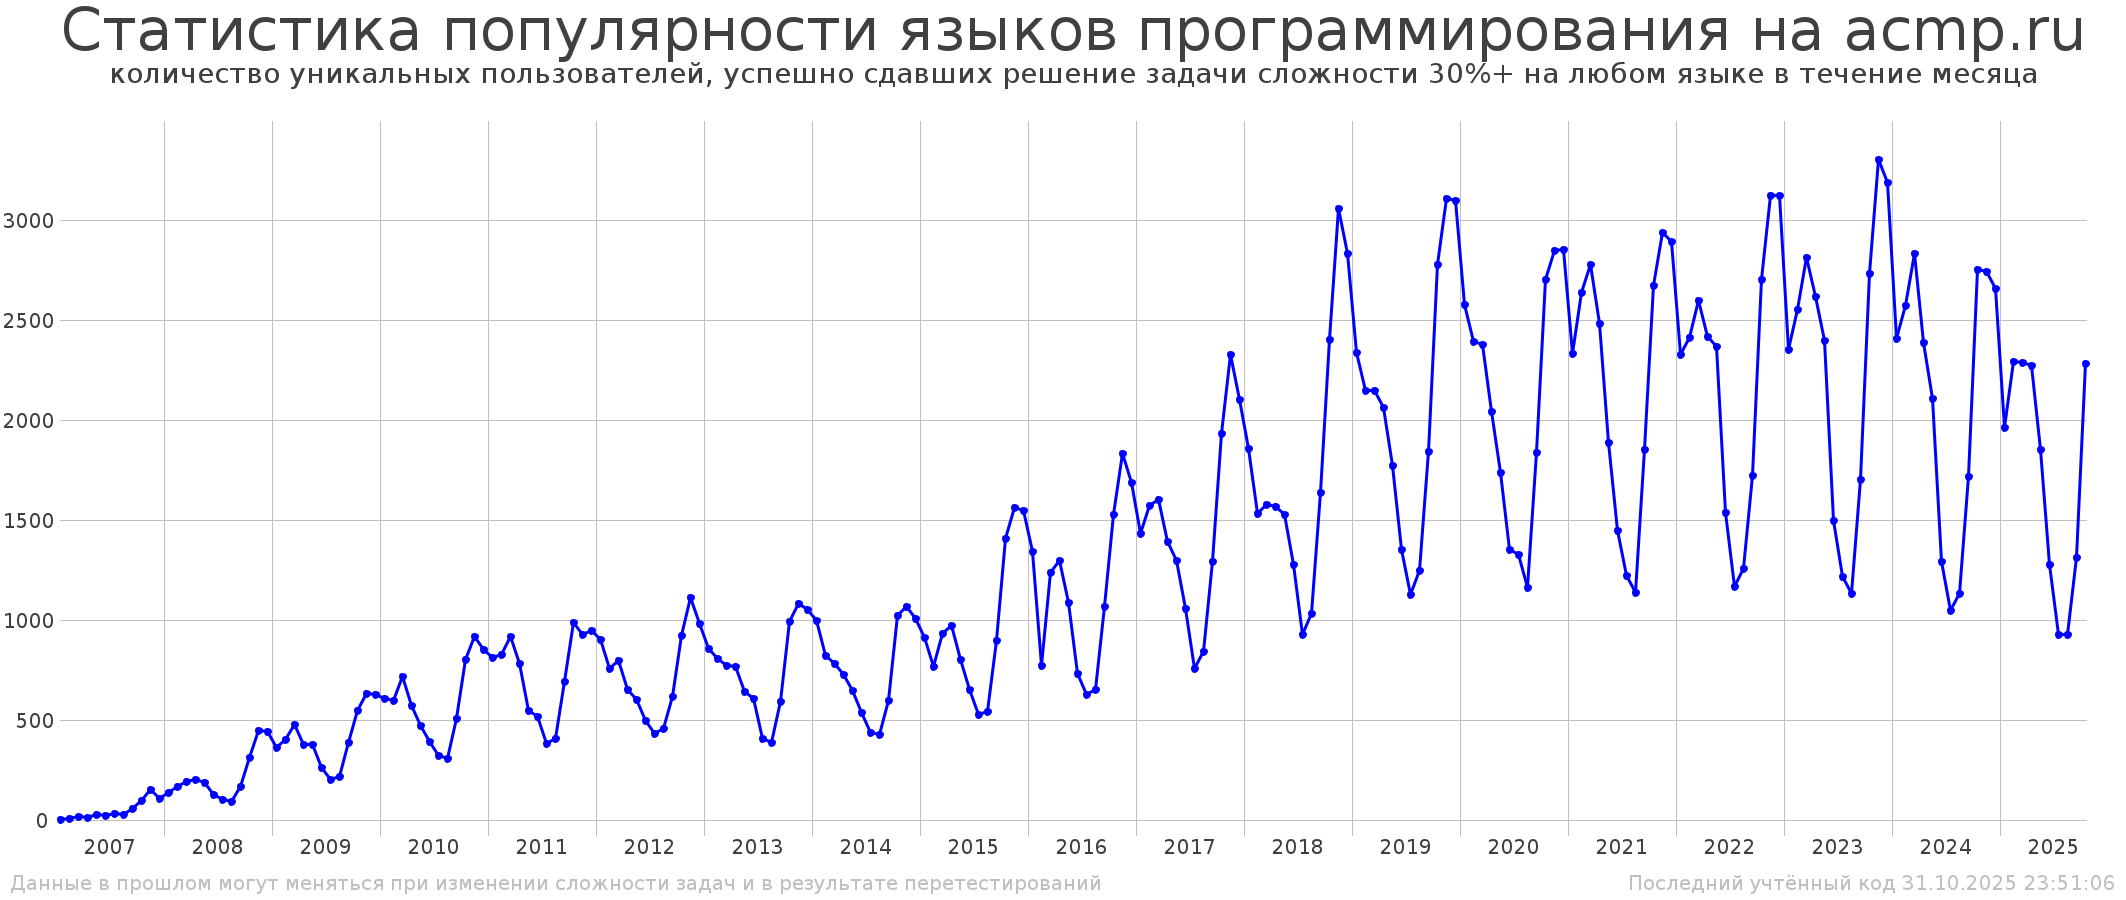 Статистика популярности языков программирования на acmp.ru
количество уникальных пользователей, успешно сдавших решение задачи сложности 30%+ на любом языке в течение месяца
3000
2500
2000
1500
1000
500
0
2007 2008 2009 2010 2011 2012 2013 2014 2015 2016 2017 2018 2019 2020 2021 2022 2023 2024 2025
Данные в прошлом могут меняться при изменении сложности задач и в результате перетестирований
Последний учтённый код 31.10.2025 23:51:06